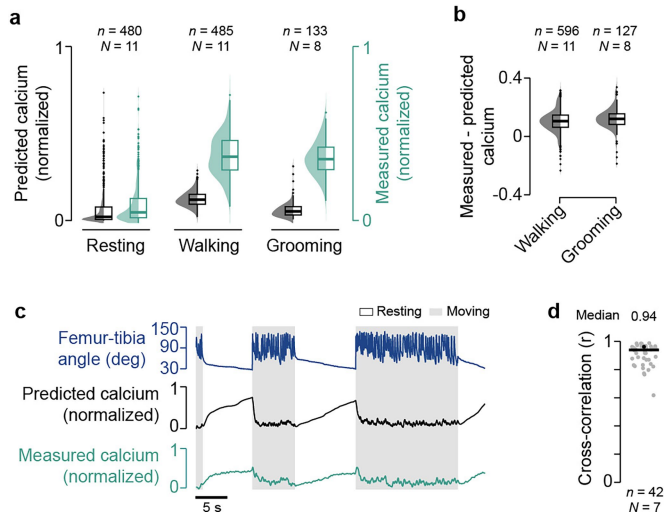 a
n = 480
N = 11
n = 485
N = 11
n = 133
N = 8
1
0
Predicted calcium
(normalized)
1
0
Measured calcium
(normalized)
Resting
Walking
Grooming
b
n = 596
N = 11
n = 127
N = 8
0.4
0
-0.4
Measured - predicted
calcium
Walking
Grooming
c
Resting
Moving
Femur-tibia
angle (deg)
150
90
30
Predicted calcium
(normalized)
1
0
Measured calcium
(normalized)
1
0
5 s
d
Median 0.94
1
0
Cross-correlation (r)
n = 42
N = 7